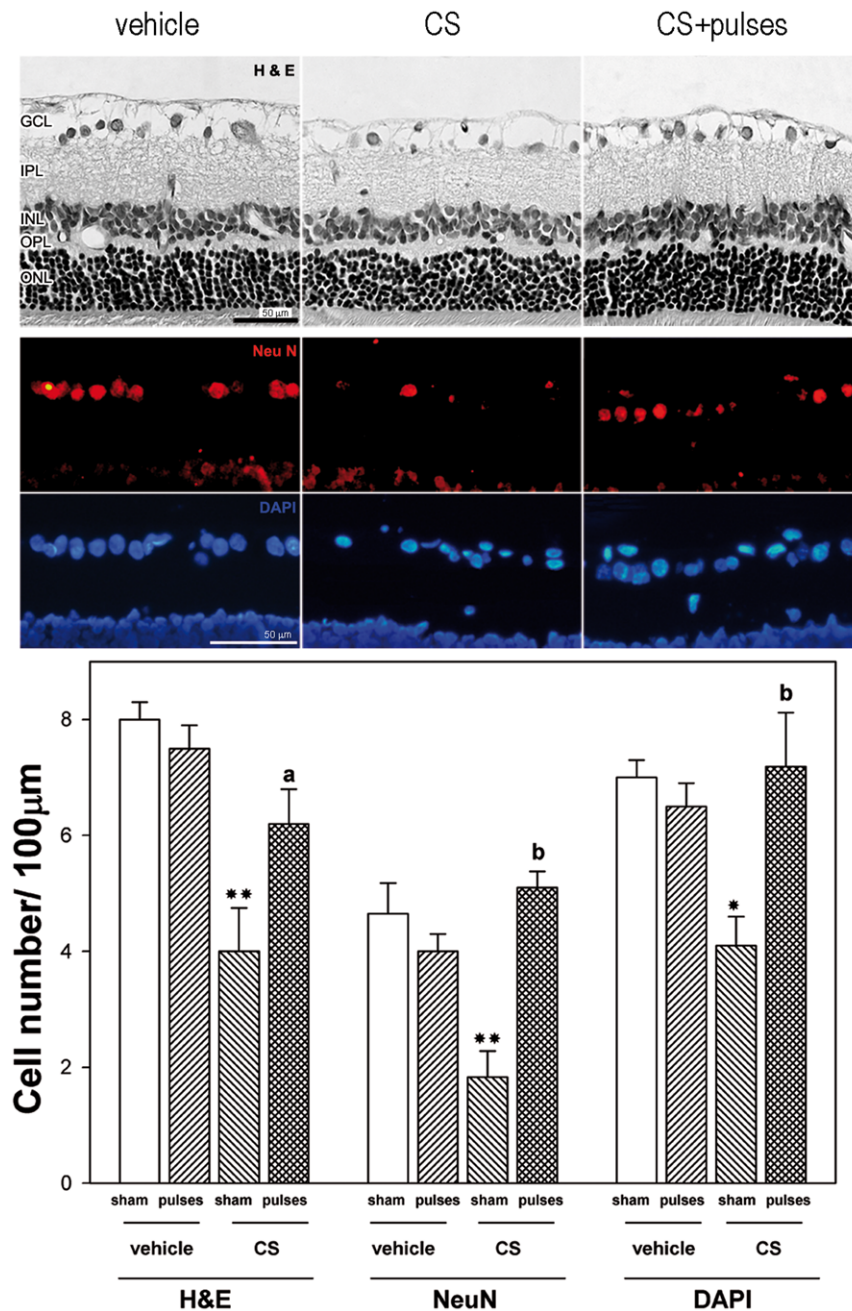 vehicle CS CS+pulses
H & E
GCL
IPL
INL
OPL
ONL
50 µm
Neu N
DAPI
50 µm
Cell number/ 100µm
8
6
4
2
0
** a ** b * b
sham pulses sham pulses sham pulses sham pulses sham pulses sham pulses
vehicle CS vehicle CS vehicle CS
H&E NeuN DAPI